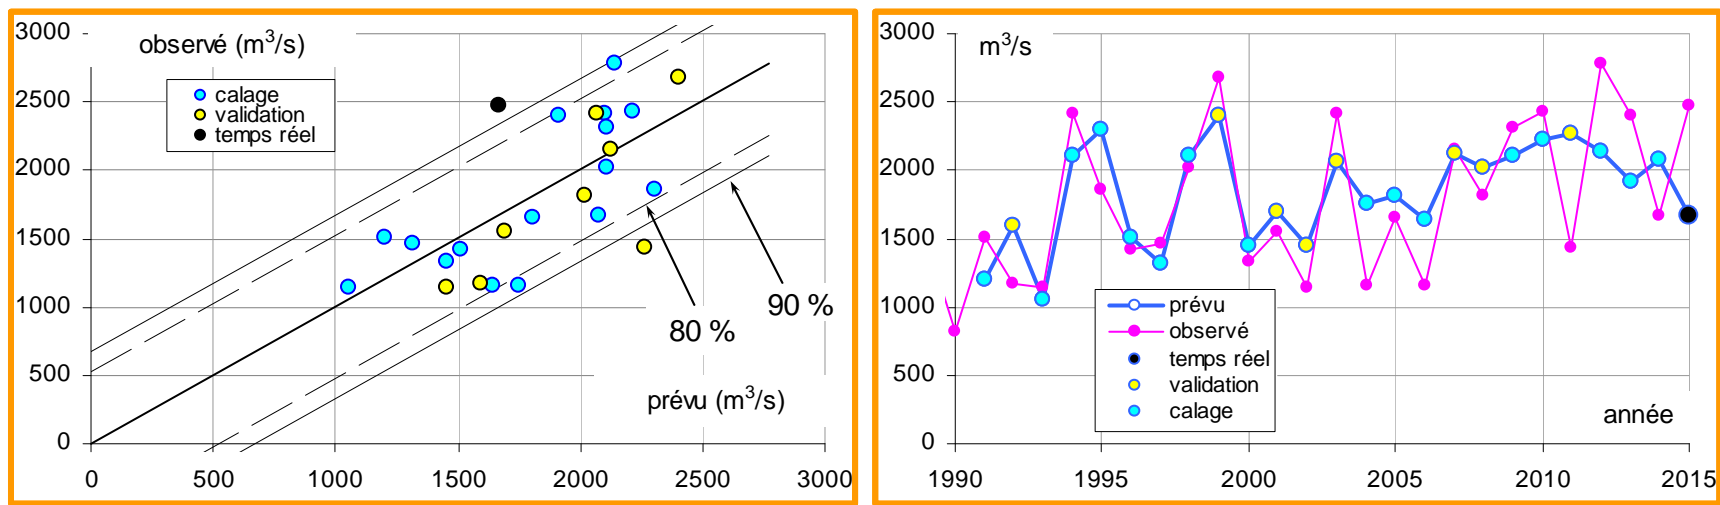 observé (m³/s)
calage
validation
temps réel
3000
2500
2000
1500
1000
500
0
90 %
80 %
prévu (m³/s)
0 500 1000 1500 2000 2500 3000
m³/s
3000
2500
2000
1500
1000
500
0
prévu
observé
temps réel
validation
calage
année
1990 1995 2000 2005 2010 2015